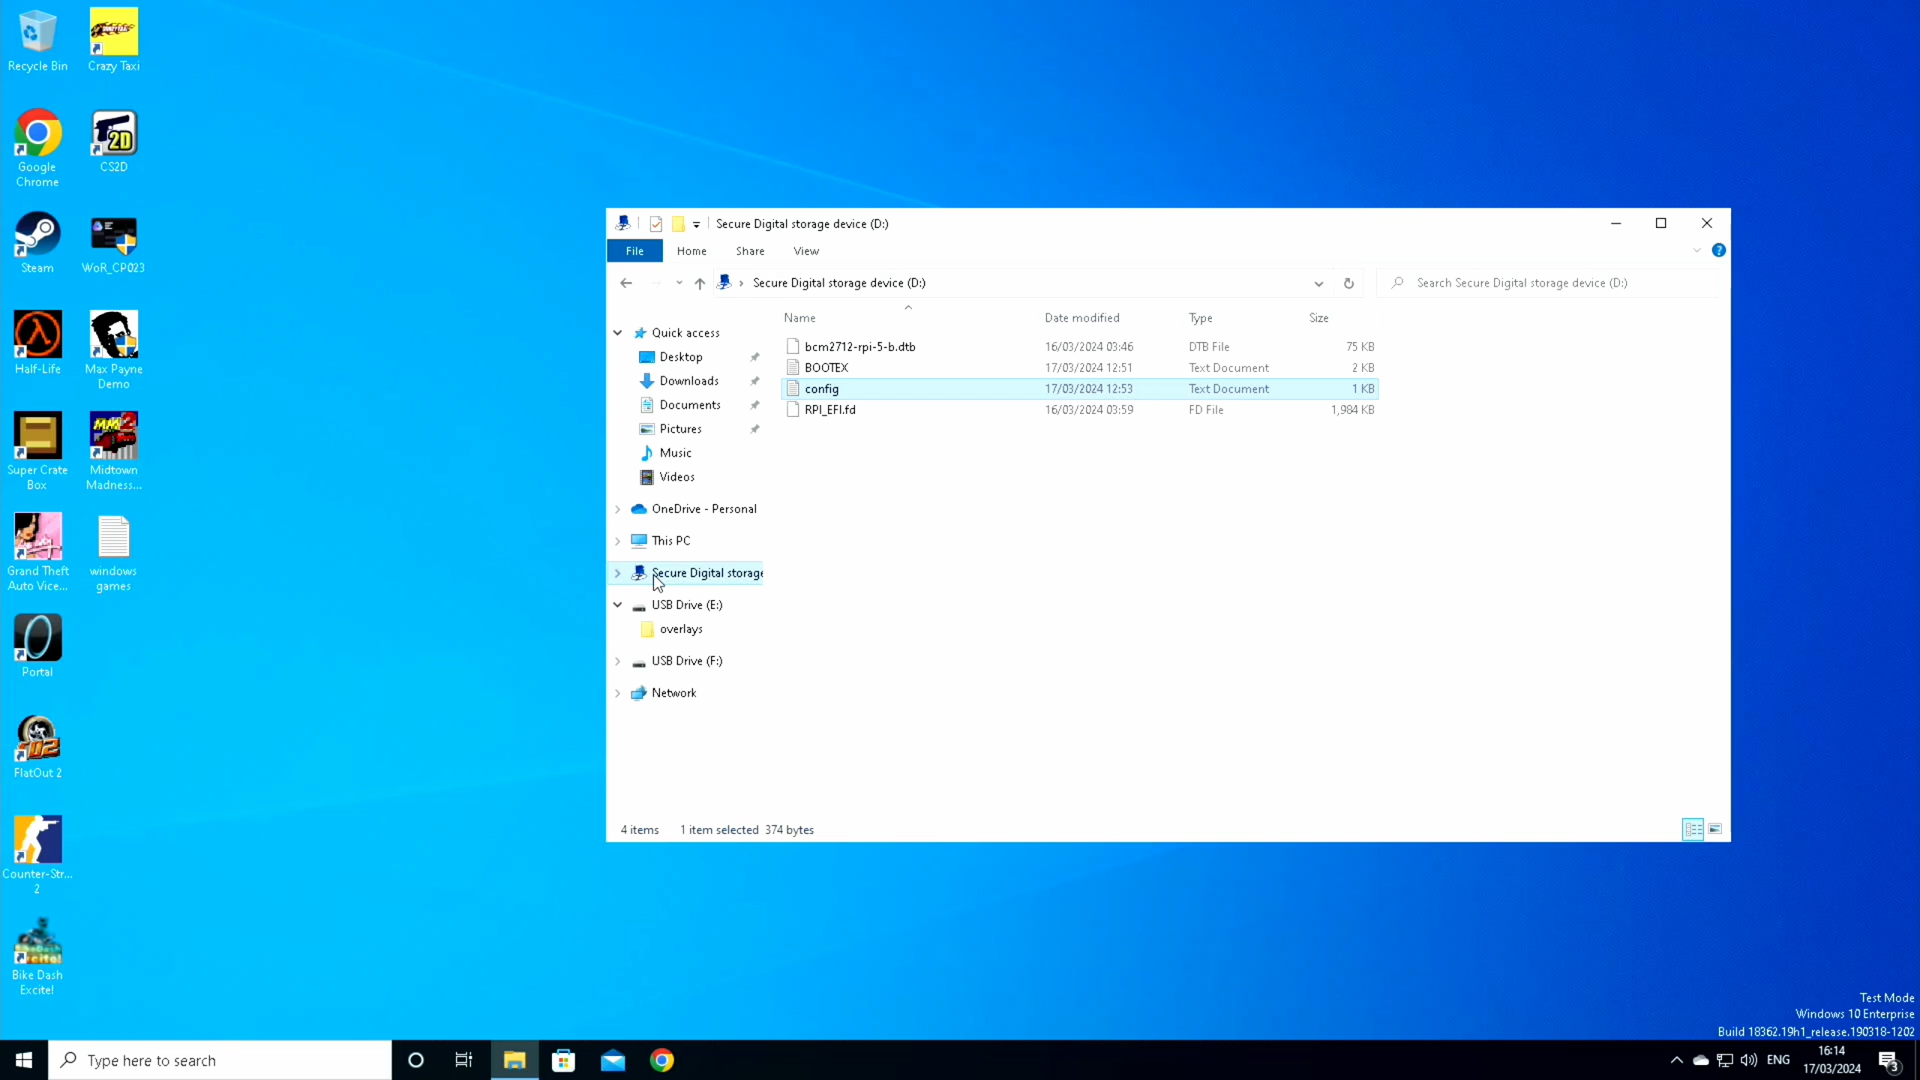 Recycle Bin
Crazy Taxi
Google
Chrome
2D
CS2D
Steam
WoR_CP023
Half-Life
Max Payne
Demo
Super Crate
Box
Midtown
Madness...
Grand Theft
Auto Vice...
windows
games
Portal
FlatOut 2
Counter-Str...
2
Bike Dash
Excite!
Secure Digital storage device (D:)
File
Home
Share
View
Secure Digital storage device (D:)
Search Secure Digital storage device (D:)
Name
Date modified
Type
Size
Quick access
Desktop
Downloads
Documents
Pictures
Music
Videos
OneDrive - Personal
This PC
Secure Digital storage
USB Drive (E:)
overlays
USB Drive (F:)
Network
bcm2712-rpi-5-b.dtb 16/03/2024 03:46 DTB File 75 KB
BOOTEX 17/03/2024 12:51 Text Document 2 KB
config 17/03/2024 12:53 Text Document 1 KB
RPI_EFI.fd 16/03/2024 03:59 FD File 1,984 KB
4 items 1 item selected 374 bytes
Test Mode
Windows 10 Enterprise
Build 18362.19h1_release.190318-1202
Type here to search
ENG
16:14
17/03/2024
3